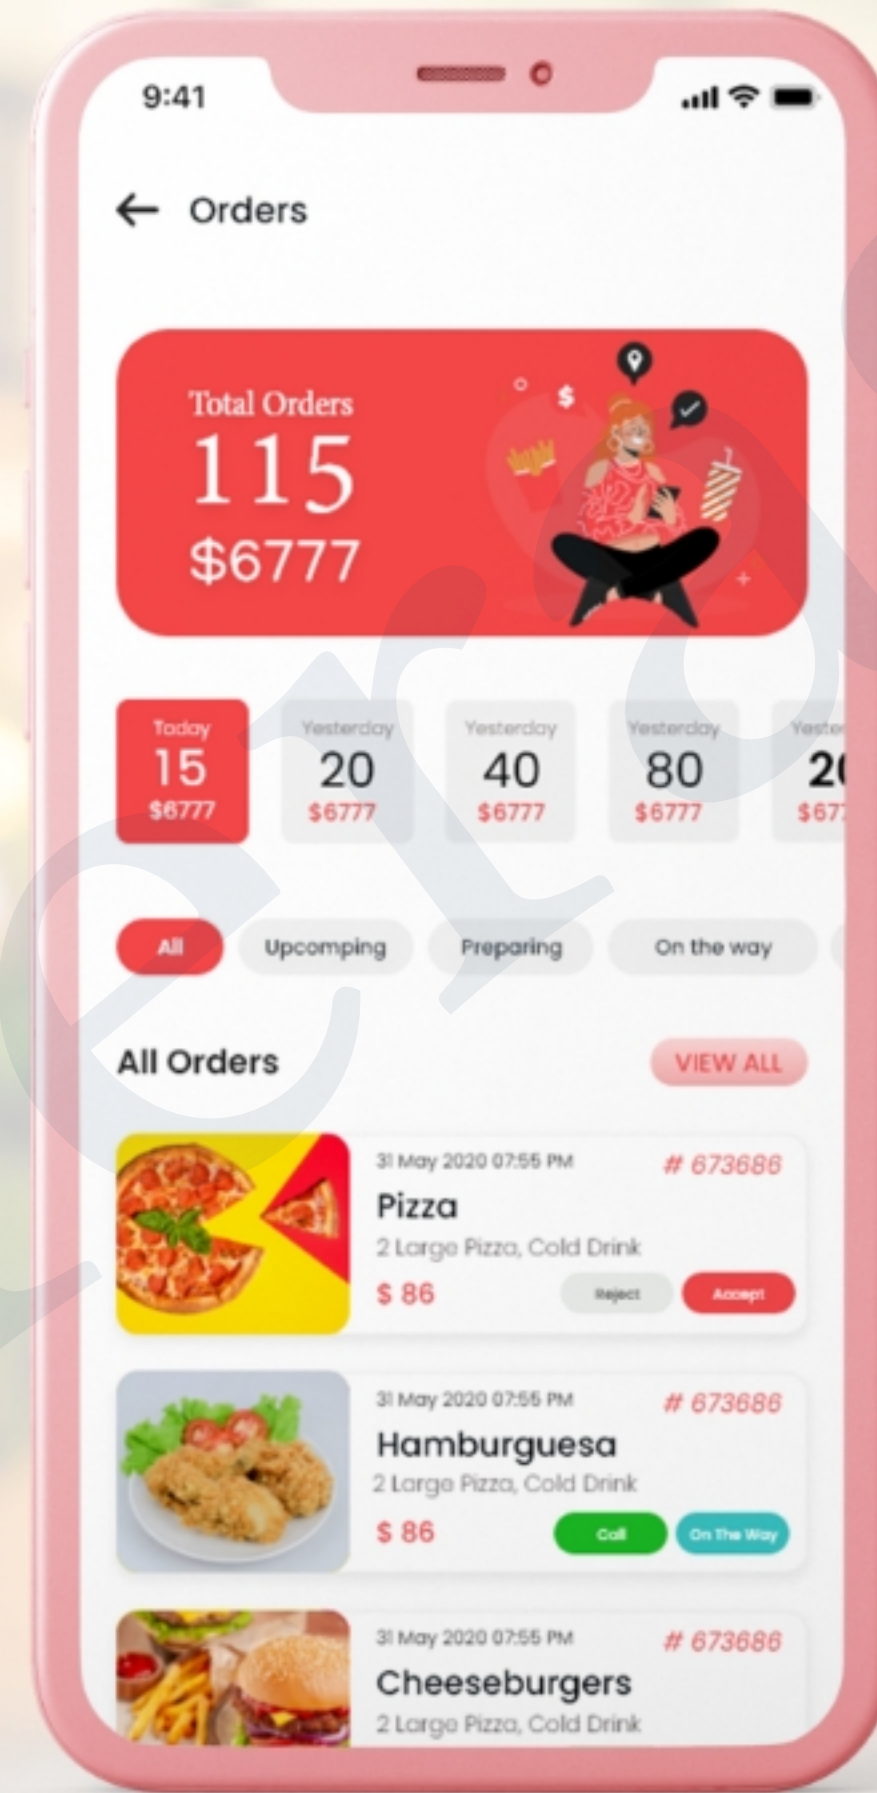 9:41
Orders
Total Orders
115
$6777
$
Today
15
$6777
Yesterday
20
$6777
Yesterday
40
$6777
Yesterday
80
$6777
All
Upcomping
Preparing
On the way
All Orders
VIEW ALL
31 May 2020 07:55 PM
# 673686
Pizza
2 Large Pizza, Cold Drink
$ 86
Reject
Accept
31 May 2020 07:55 PM
# 673686
Hamburguesa
2 Large Pizza, Cold Drink
$ 86
Call
On The Way
31 May 2020 07:55 PM
# 673686
Cheeseburgers
2 Large Pizza, Cold Drink